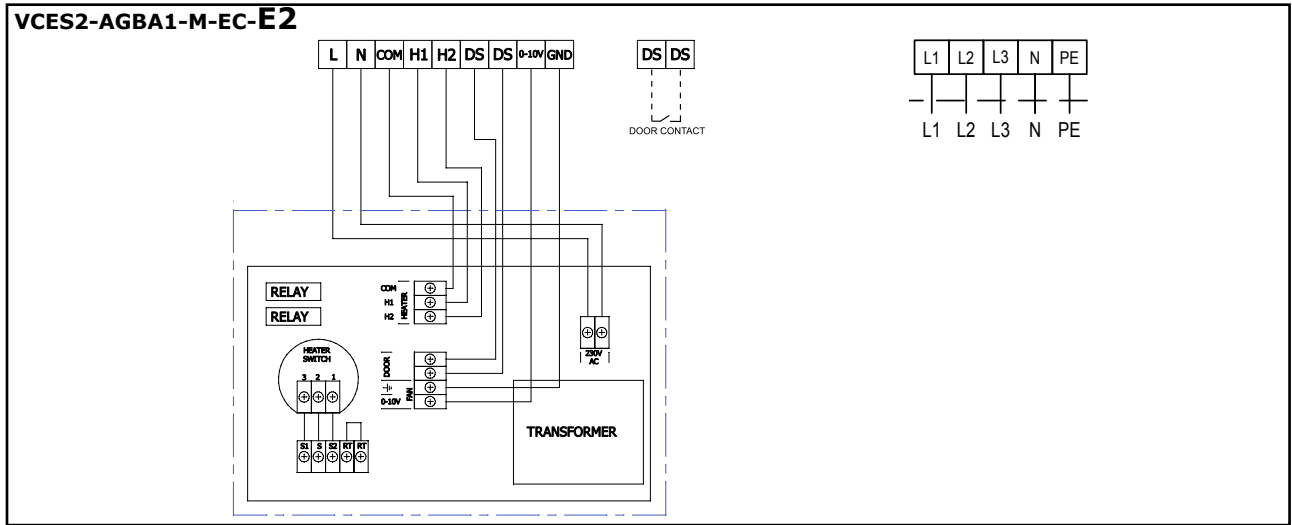 VCES2-AGBA1-M-EC-E2
L N COM H1 H2 DS DS 0-10V GND
DS DS
DOOR CONTACT
L1 L2 L3 N PE
L1 L2 L3 N PE
RELAY
RELAY
COM
H1
H2
HEATER
HEATER
SWITCH
3 2 1
S1 S S2 RT RT
DOOR
FAN
0-10V
230V
AC
TRANSFORMER